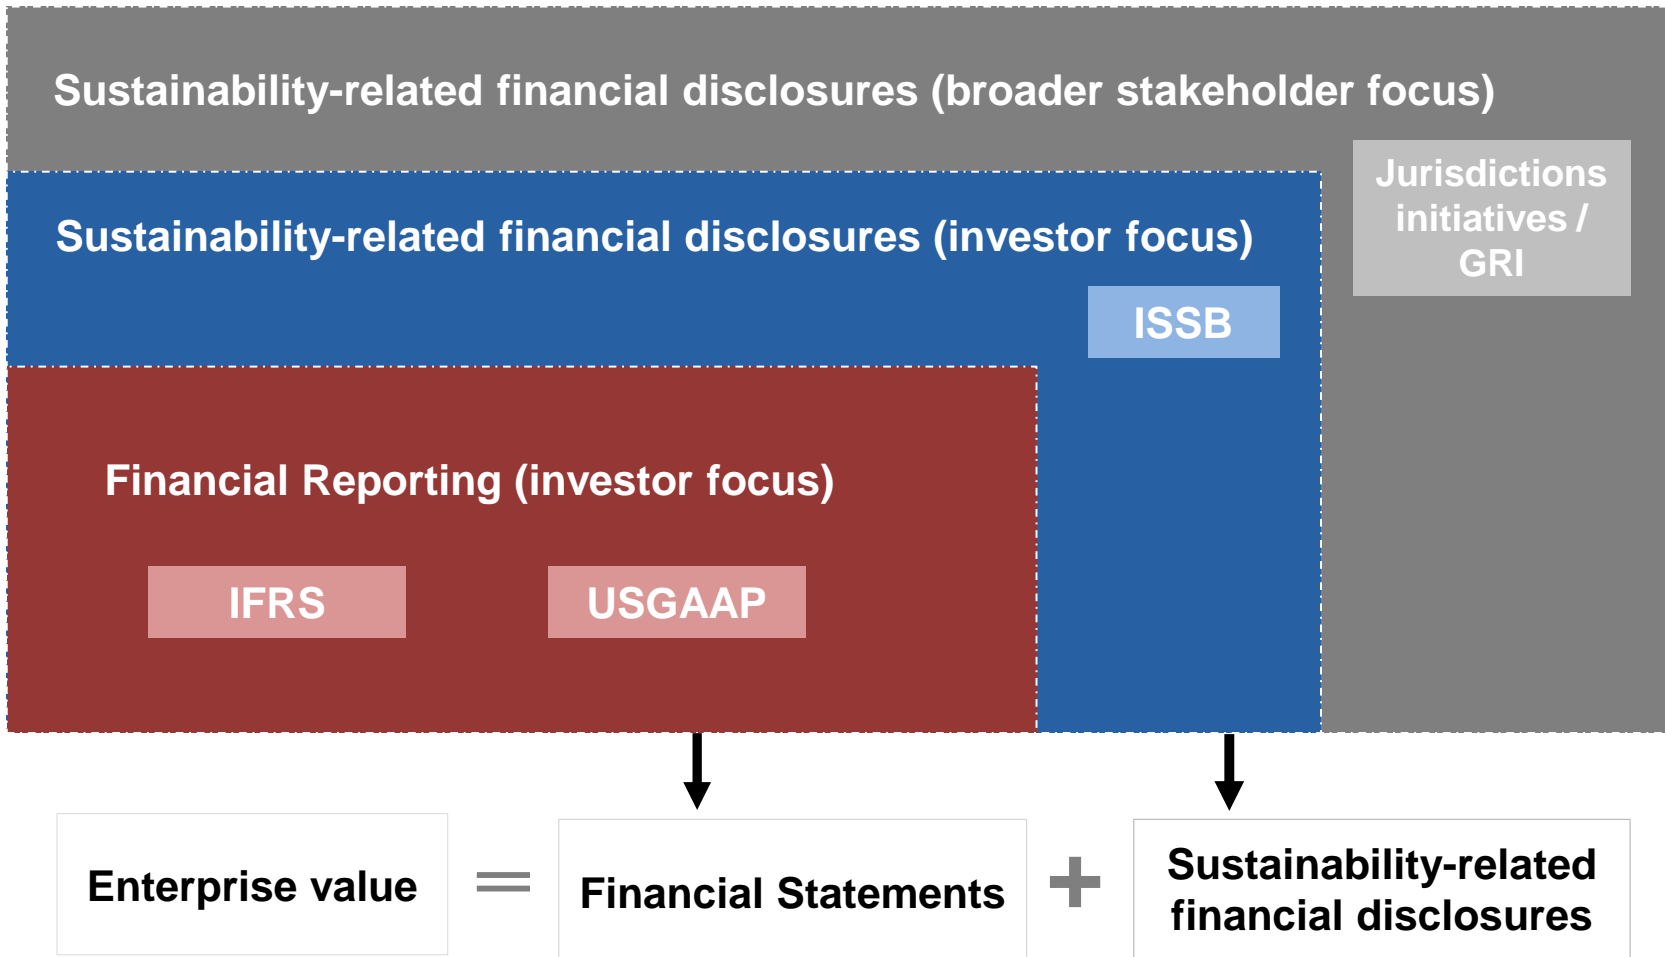 Sustainability-related financial disclosures (broader stakeholder focus)
Jurisdictions
initiatives /
GRI
Sustainability-related financial disclosures (investor focus)
ISSB
Financial Reporting (investor focus)
IFRS
USGAAP
Enterprise value
=
Financial Statements
+
Sustainability-related
financial disclosures